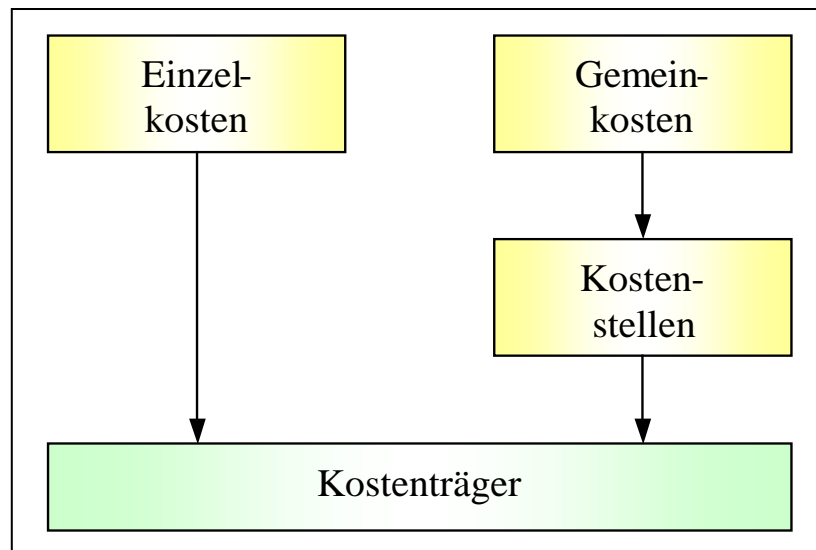 Einzel-
kosten
Gemein-
kosten
Kosten-
stellen
Kostenträger